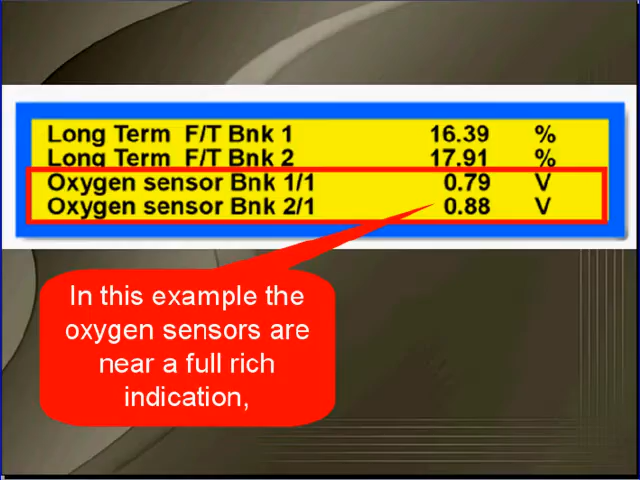 Long Term F/T Bnk 1 16.39 %
Long Term F/T Bnk 2 17.91 %
Oxygen sensor Bnk 1/1 0.79 V
Oxygen sensor Bnk 2/1 0.88 V
In this example the
oxygen sensors are
near a full rich
indication,